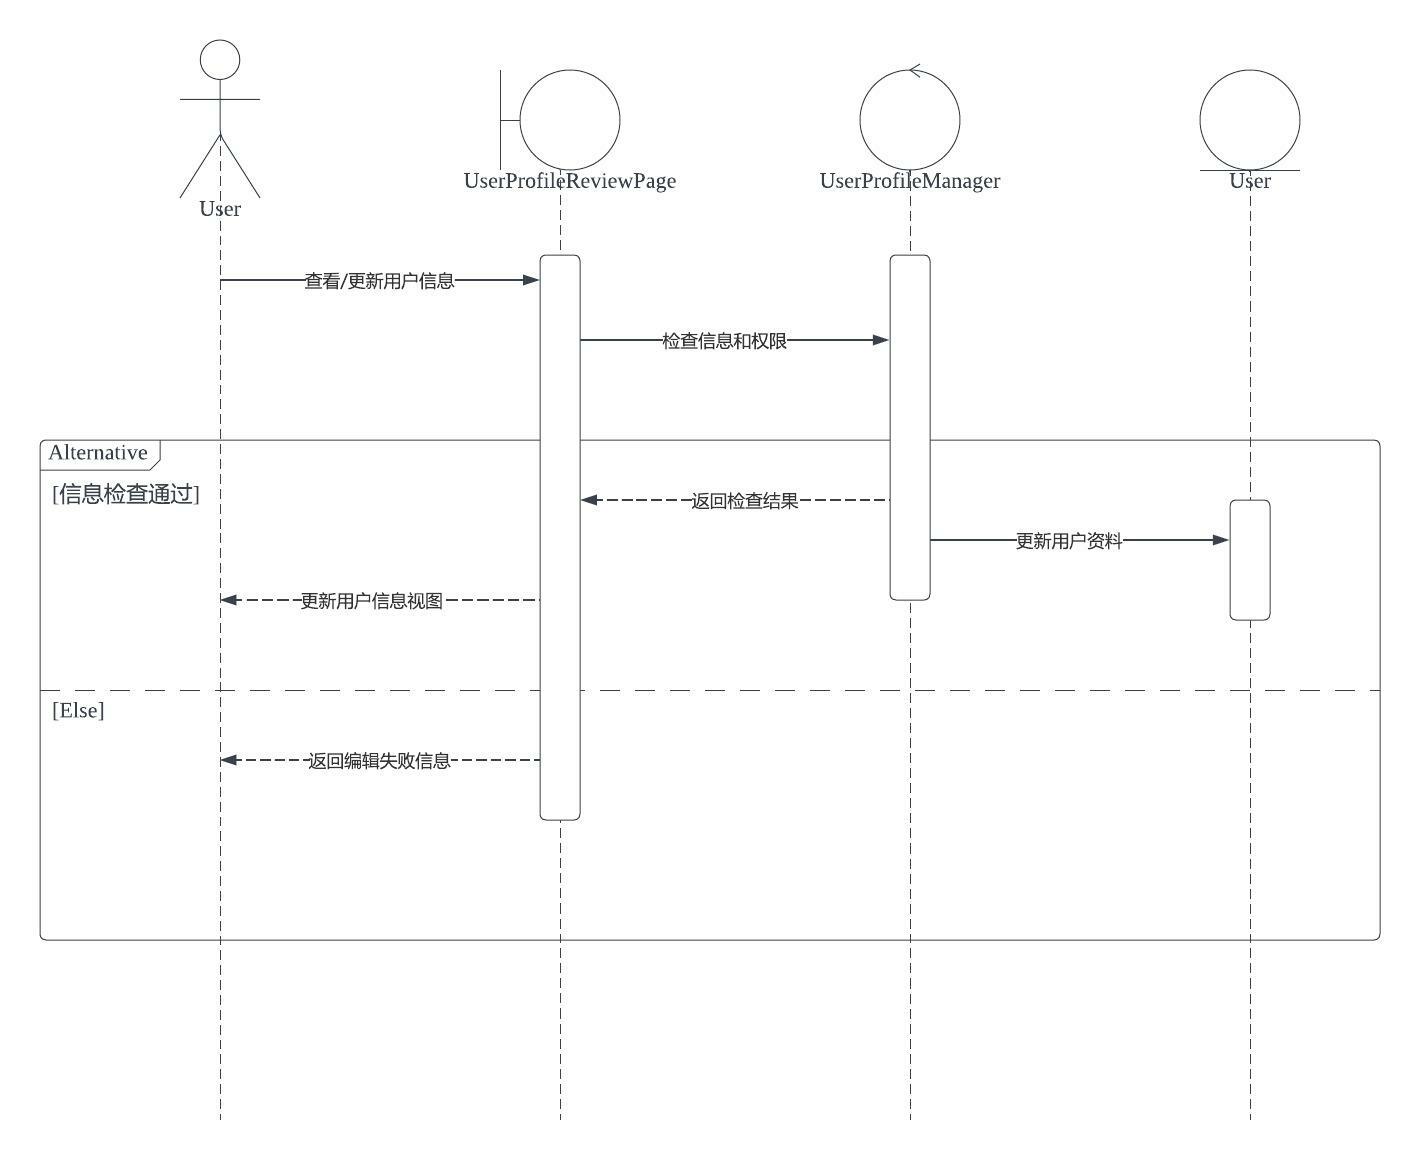 User
UserProfileReviewPage
UserProfileManager
User
查看/更新用户信息
检查信息和权限
Alternative
[信息检查通过]
返回检查结果
更新用户资料
更新用户信息视图
[Else]
返回编辑失败信息